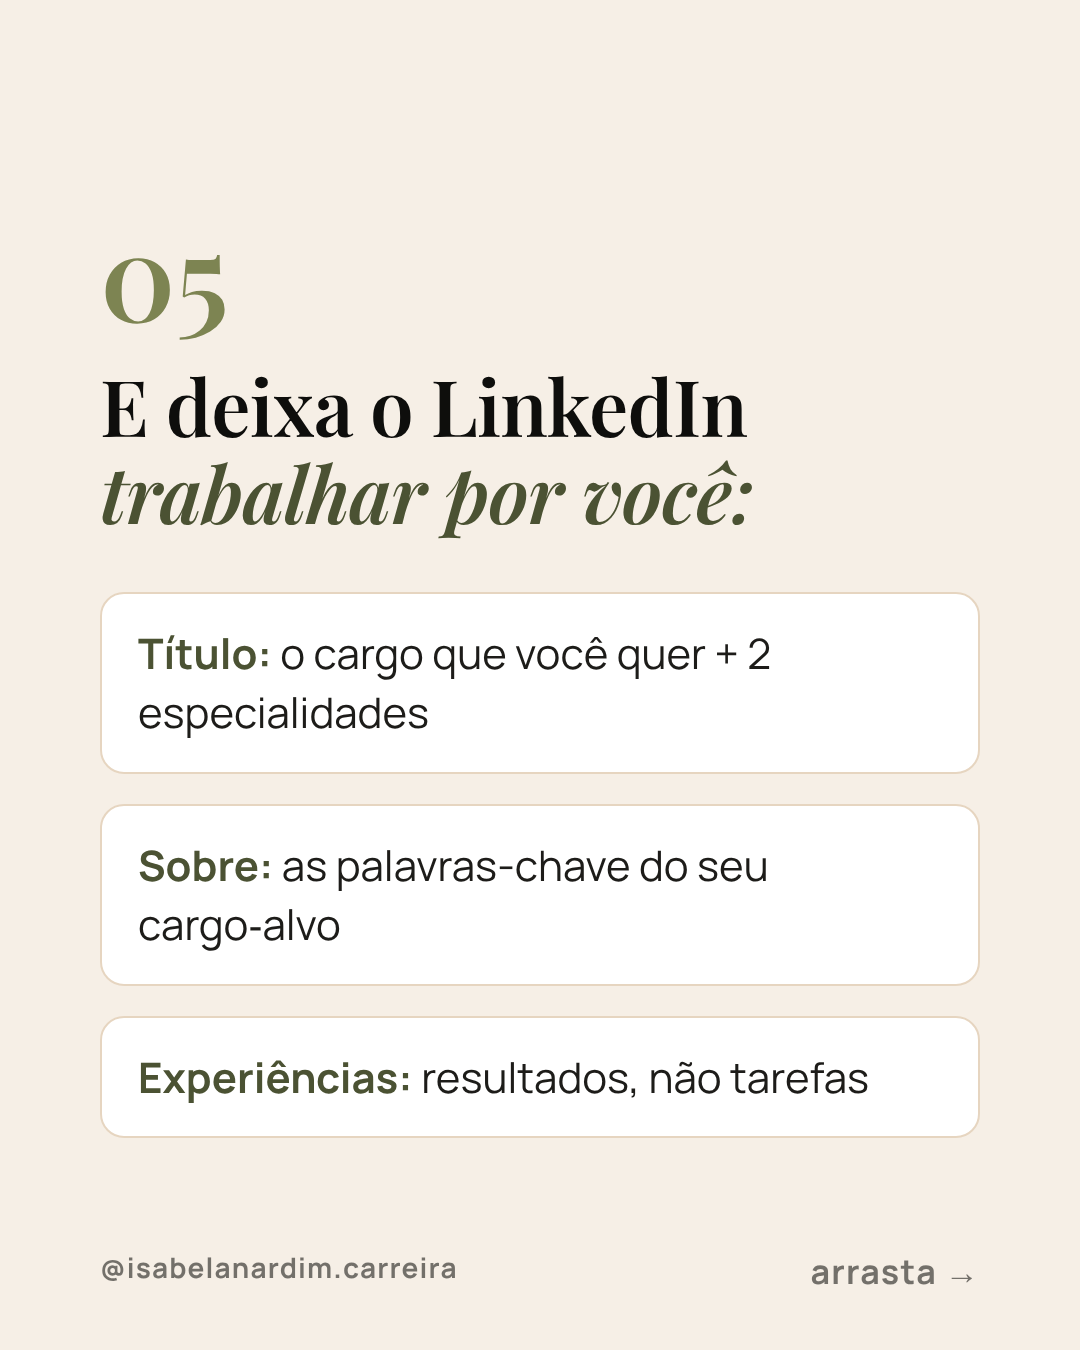 05
E deixa o LinkedIn
trabalhar por você:
Título: o cargo que você quer + 2
especialidades
Sobre: as palavras-chave do seu
cargo-alvo
Experiências: resultados, não tarefas
@isabelanardim.carreira
arrasta →